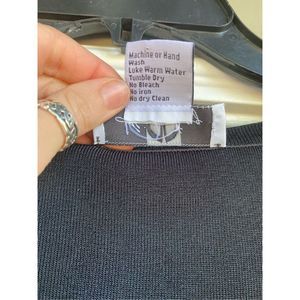 Machine or Hand
Wash
Luke Warm Water
Tumble Dry
No Bleach
No iron
No dry Clean